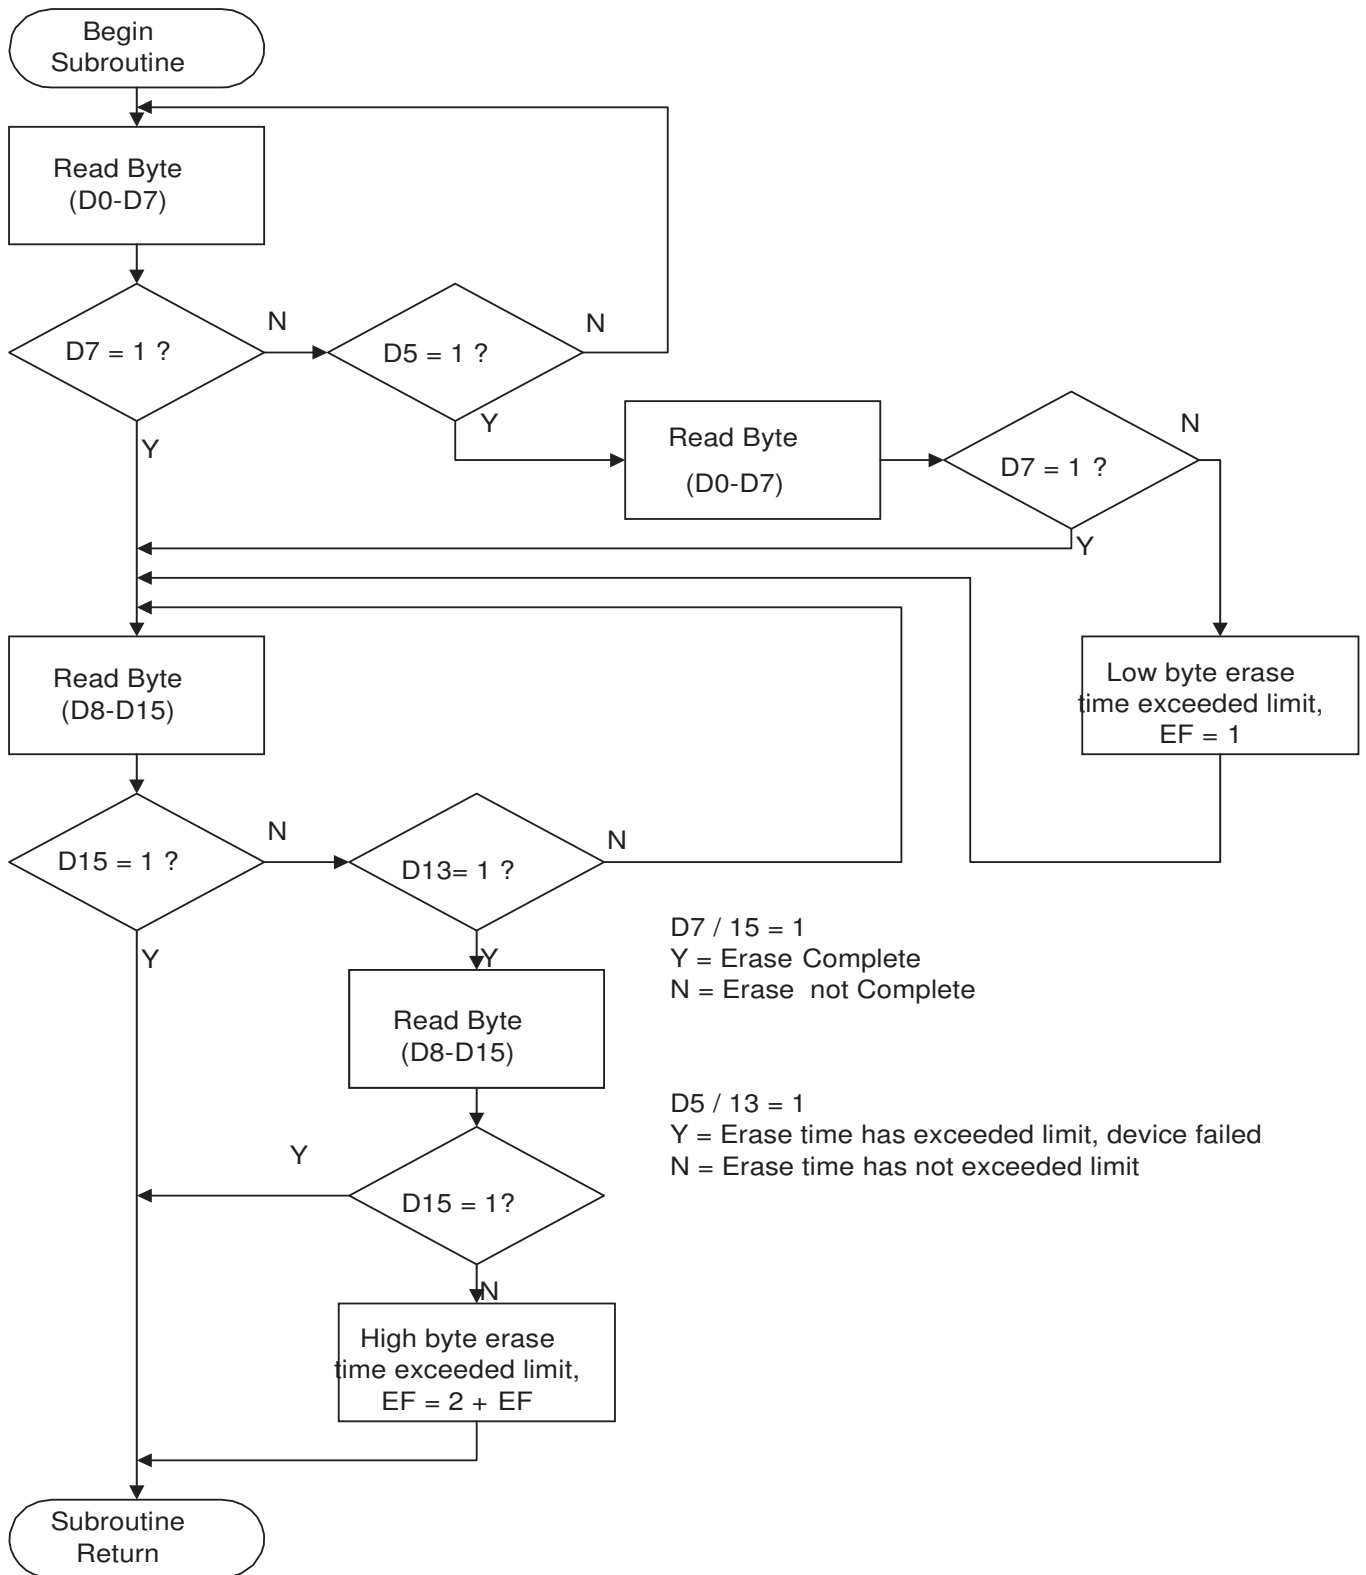 Begin
Subroutine
Read Byte
(D0-D7)
D7 = 1 ?
N
D5 = 1 ?
N
Y
Y
Read Byte
(D0-D7)
D7 = 1 ?
N
Y
Low byte erase
time exceeded limit,
EF = 1
Read Byte
(D8-D15)
D15 = 1 ?
N
D13= 1 ?
N
Y
Y
Read Byte
(D8-D15)
D7 / 15 = 1
Y = Erase Complete
N = Erase not Complete
D5 / 13 = 1
Y = Erase time has exceeded limit, device failed
N = Erase time has not exceeded limit
Y
D15 = 1?
N
High byte erase
time exceeded limit,
EF = 2 + EF
Subroutine
Return